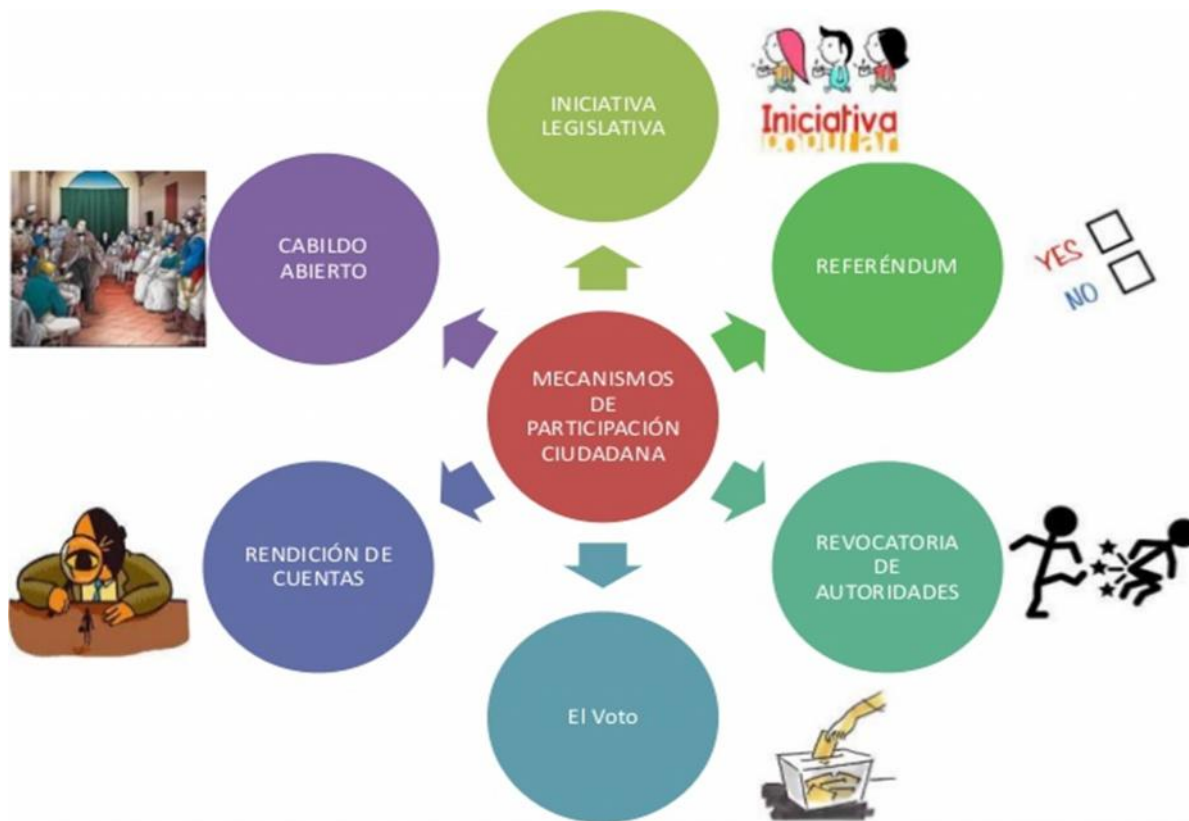 INICIATIVA
LEGISLATIVA
Iniciativa
popular
CABILDO
ABIERTO
REFERÉNDUM
YES
NO
MECANISMOS
DE
PARTICIPACIÓN
CIUDADANA
RENDICIÓN DE
CUENTAS
REVOCATORIA
DE
AUTORIDADES
El Voto